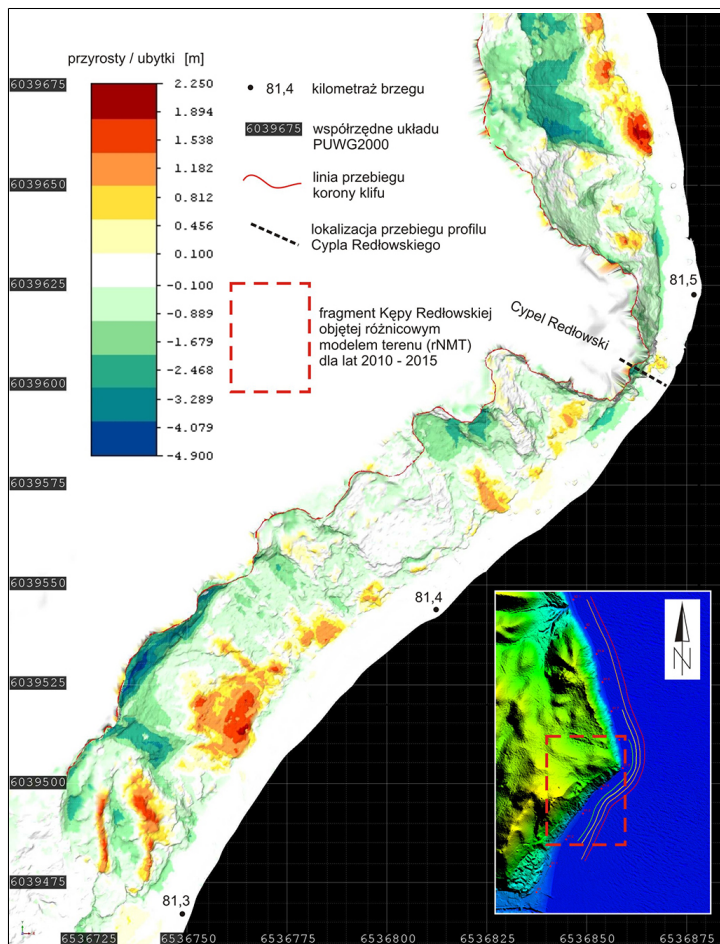 przyrosty / ubytki [m]
2.250
1.894
1.538
1.182
0.812
0.456
0.100
-0.100
-0.889
-1.679
-2.468
-3.289
-4.079
-4.900
81,4 kilometraż brzegu
6039675 współrzędne układu
PUWG2000
linia przebiegu
korony klifu
lokalizacja przebiegu profilu
Cypla Redłowskiego
fragment Kępy Redłowskiej
objętej różnicowym
modelem terenu (rNMT)
dla lat 2010 - 2015
6039675
6039650
6039625
6039600
6039575
6039550
6039525
6039500
6039475
81,5
Cypel Redłowski
81,4
81,3
N
6536725
6536750
6536775
6536800
6536825
6536850
6536875